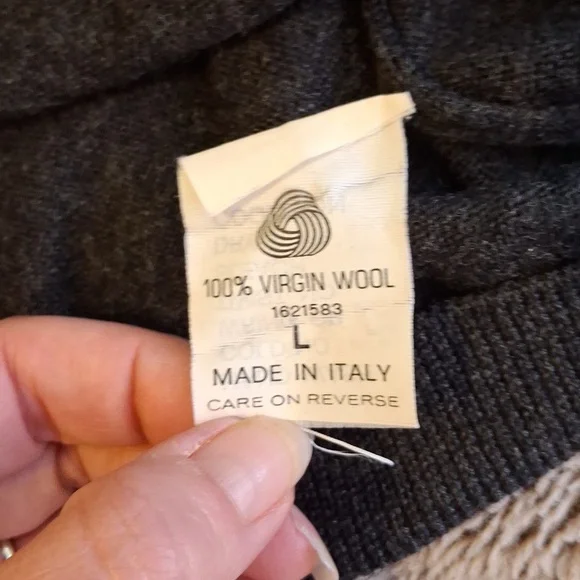 100% VIRGIN WOOL
1621583
L
MADE IN ITALY
CARE ON REVERSE